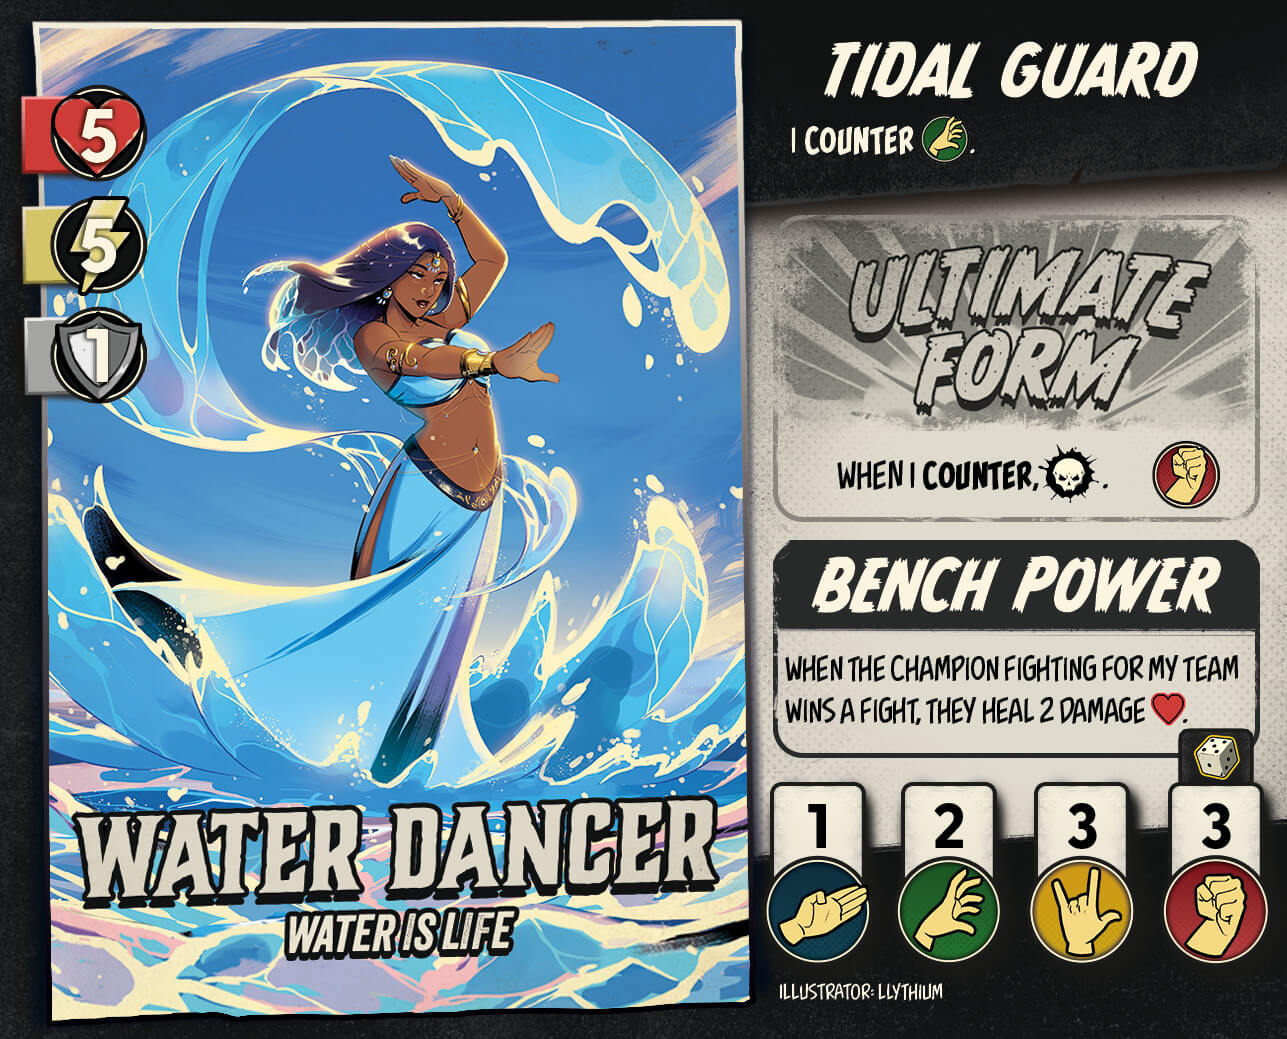 5
5
1
WATER DANCER
WATER IS LIFE
TIDAL GUARD
I COUNTER .
ULTIMATE
FORM
WHEN I COUNTER, .
BENCH POWER
WHEN THE CHAMPION FIGHTING FOR MY TEAM
WINS A FIGHT, THEY HEAL 2 DAMAGE .
1 2 3 3
ILLUSTRATOR: LLYTHIUM